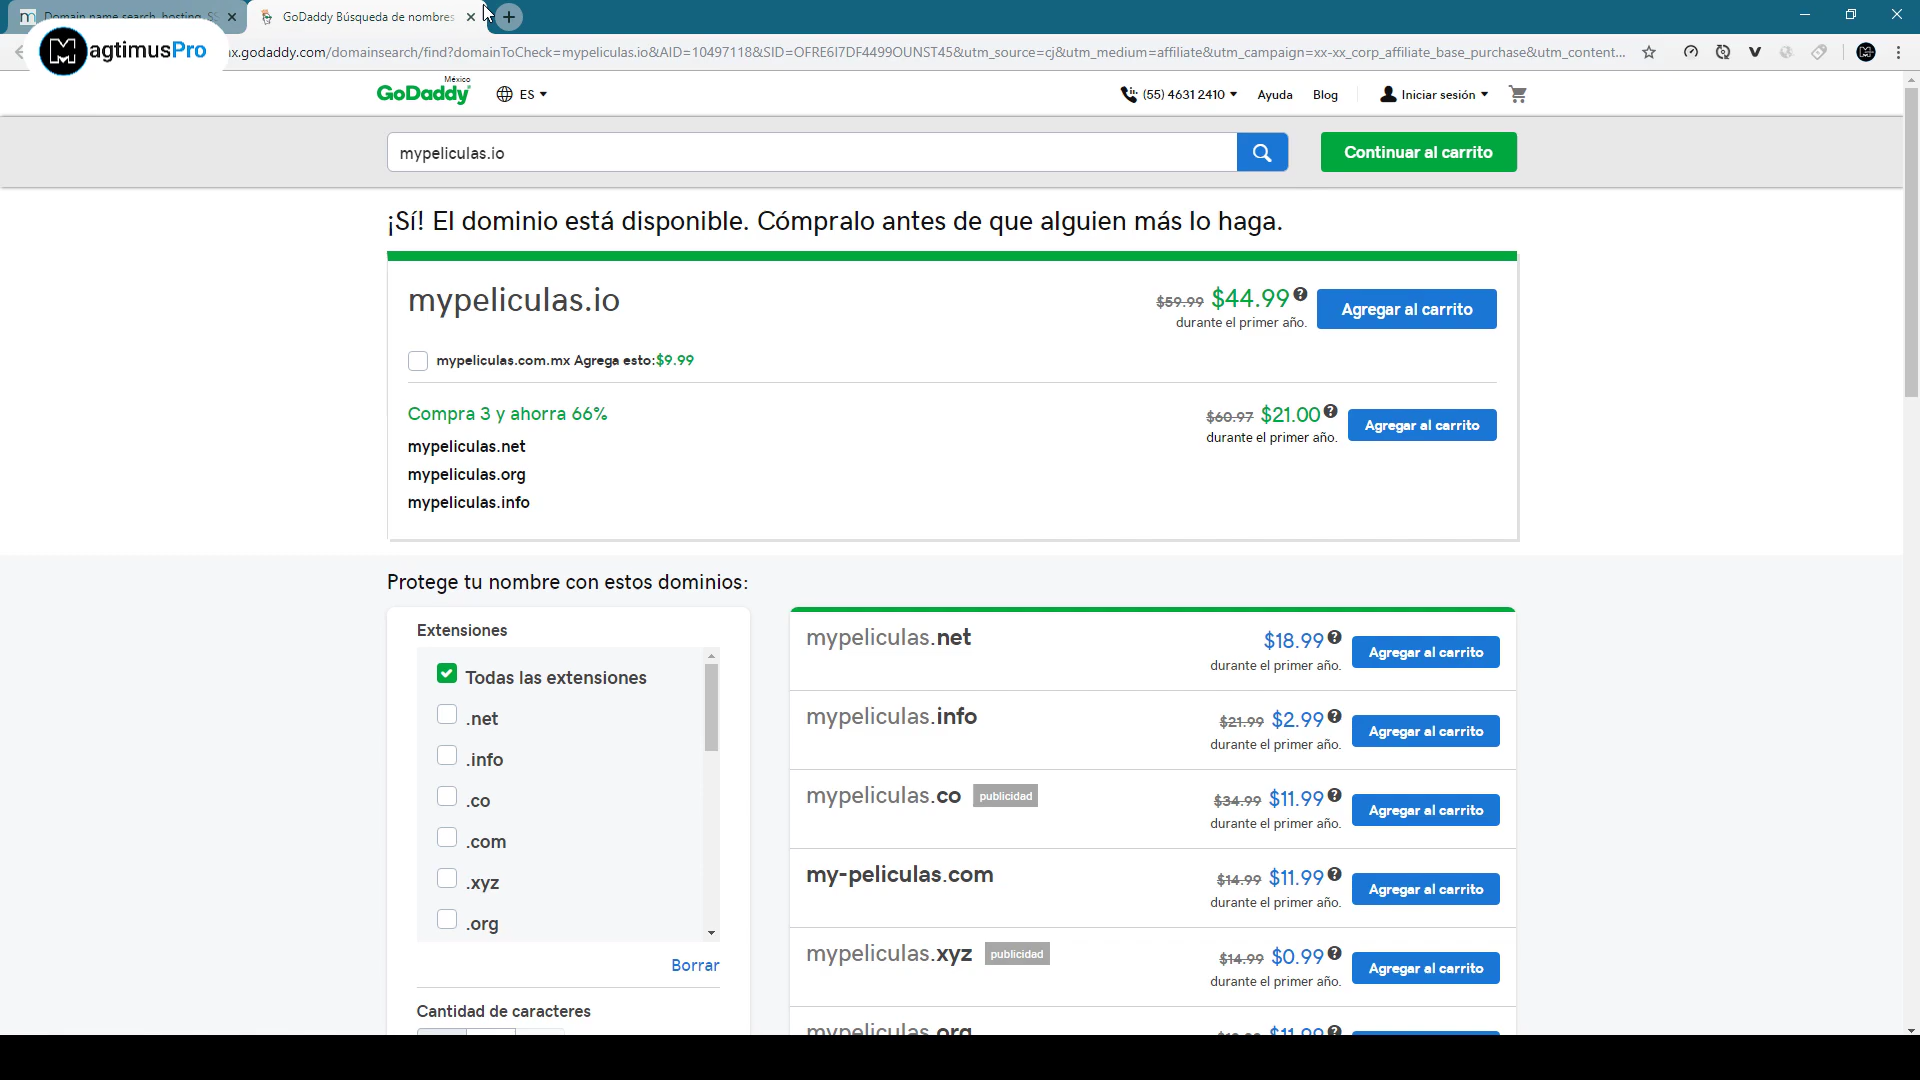 Domain name search, hosting, SS
GoDaddy Búsqueda de nombres
M agtimusPro
x.godaddy.com/domainsearch/find?domainToCheck=mypeliculas.io&AID=10497118&SID=OFRE6I7DF4499OUNST45&utm_source=cj&utm_medium=affiliate&utm_campaign=xx-xx_corp_affiliate_base_purchase&utm_content...
México
GoDaddy
ES
(55) 4631 2410
Ayuda
Blog
Iniciar sesión
mypeliculas.io
Continuar al carrito
¡Sí! El dominio está disponible. Cómpralo antes de que alguien más lo haga.
mypeliculas.io
$59.99 $44.99
durante el primer año.
Agregar al carrito
mypeliculas.com.mx Agrega esto:$9.99
Compra 3 y ahorra 66%
$60.97 $21.00
durante el primer año.
Agregar al carrito
mypeliculas.net
mypeliculas.org
mypeliculas.info
Protege tu nombre con estos dominios:
Extensiones
Todas las extensiones
.net
.info
.co
.com
.xyz
.org
Borrar
Cantidad de caracteres
mypeliculas.net
$18.99
durante el primer año.
Agregar al carrito
mypeliculas.info
$21.99 $2.99
durante el primer año.
Agregar al carrito
mypeliculas.co publicidad
$34.99 $11.99
durante el primer año.
Agregar al carrito
my-peliculas.com
$14.99 $11.99
durante el primer año.
Agregar al carrito
mypeliculas.xyz publicidad
$14.99 $0.99
durante el primer año.
Agregar al carrito
mypeliculas.org
$11.99